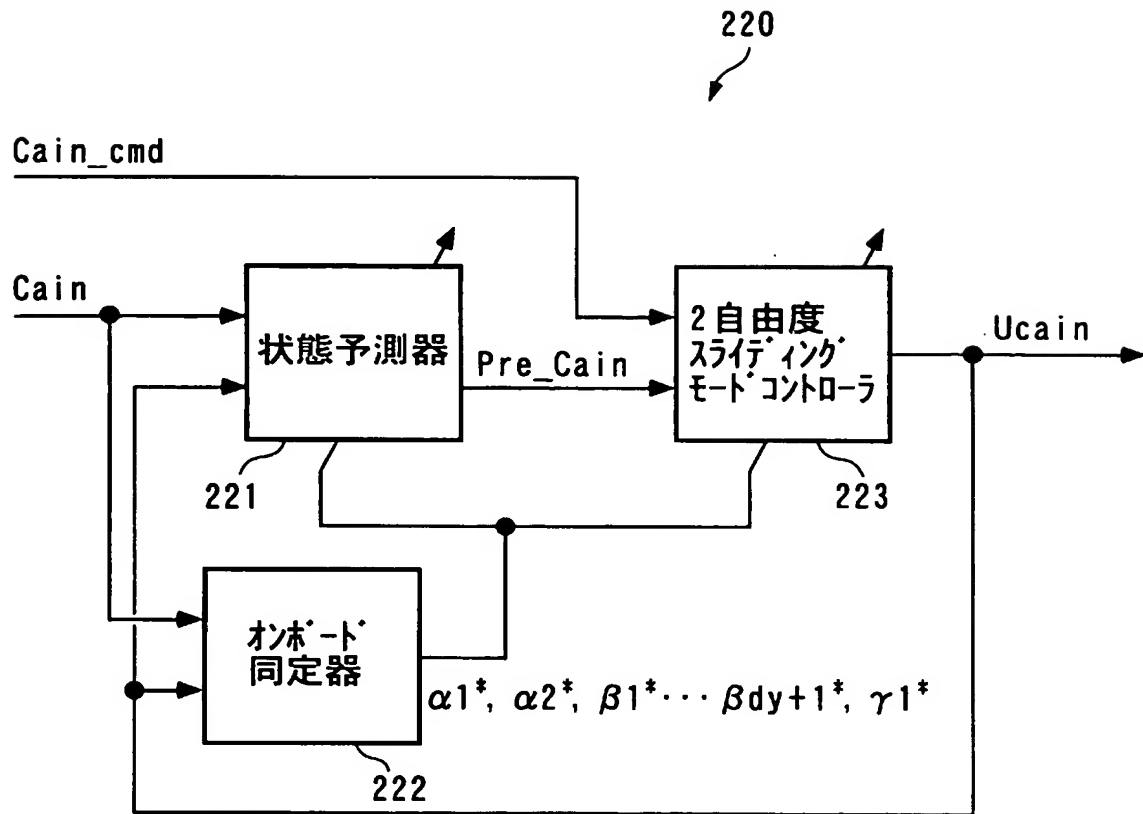 220
Cain_cmd
Cain
状態予測器
Pre_Cain
2自由度
スライディング
モードコントローラ
Ucain
221
223
オンボード
同定器
α1*, α2*, β1*··· βdy+1*, γ1*
222